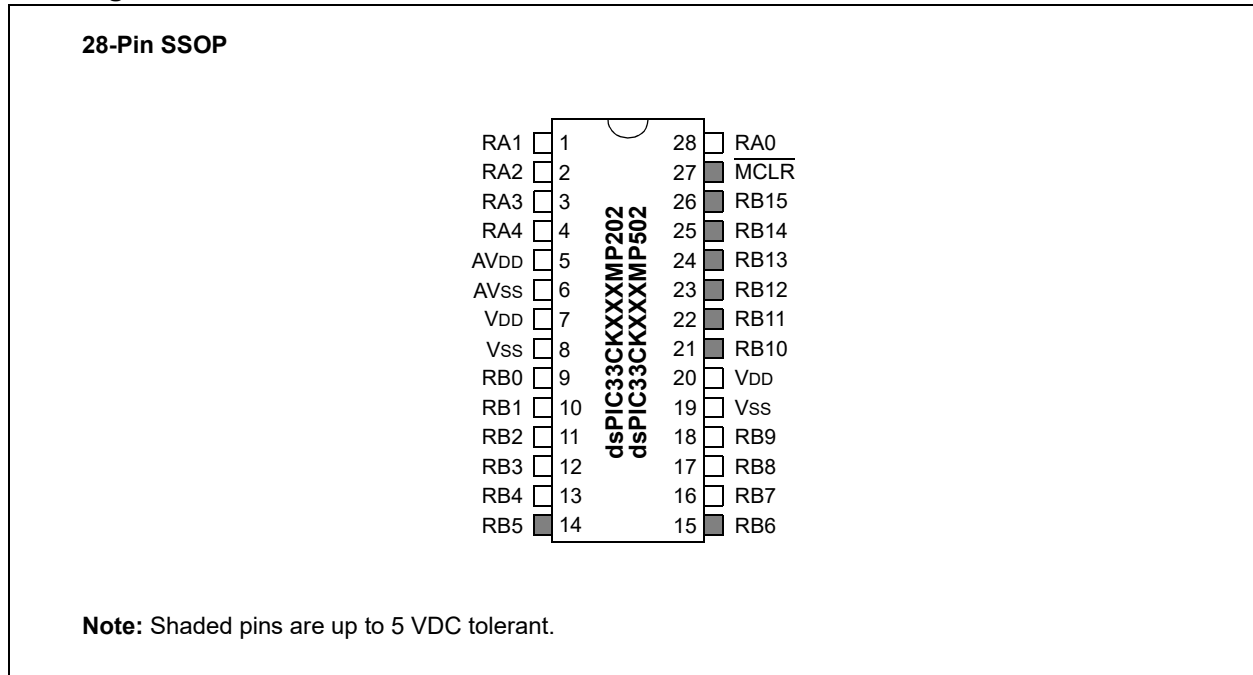 28-Pin SSOP
RA1 1 28 RA0
RA2 2 27 MCLR
RA3 3 26 RB15
RA4 4 25 RB14
AVDD 5 24 RB13
AVSS 6 23 RB12
VDD 7 22 RB11
VSS 8 21 RB10
RB0 9 20 VDD
RB1 10 19 VSS
RB2 11 18 RB9
RB3 12 17 RB8
RB4 13 16 RB7
RB5 14 15 RB6
dsPIC33CKXXXMP202
dsPIC33CKXXXMP502
Note: Shaded pins are up to 5 VDC tolerant.